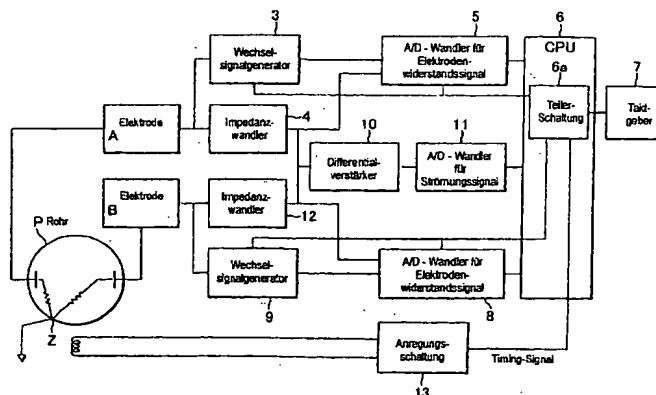 3
5
6
CPU
Wechsel-
signalgenerator
A/D - Wandler für
Elektroden-
widerstandssignal
6a
7
4
Teiler-
Schaltung
Taidt-
geber
Elektrode
A
Impedanz-
wandler
10
11
Differential-
verstärker
A/D - Wandler
für
Strömungssignal
Elektrode
B
Impedanz-
wandler
12
P Rohr
Wechsel-
signalgenerator
9
A/D - Wandler für
Elektroden-
widerstandssignal
8
Z
Anregungs-
schaltung
13
Timing-Signal